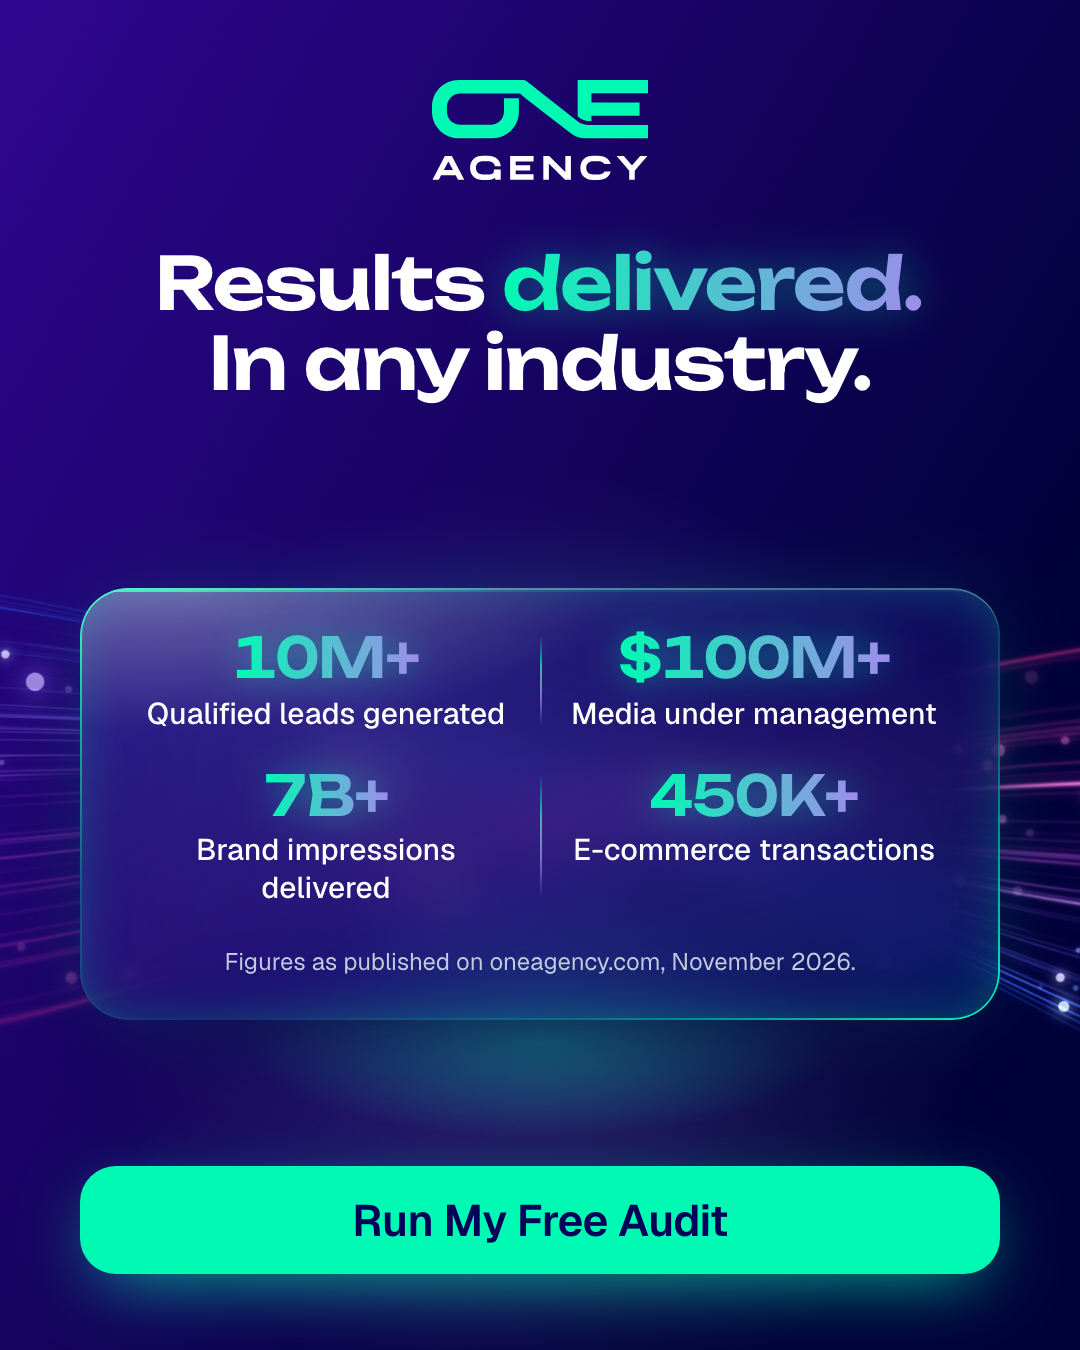 ONE
AGENCY
Results delivered.
In any industry.
10M+
Qualified leads generated
$100M+
Media under management
7B+
Brand impressions
delivered
450K+
E-commerce transactions
Figures as published on oneagency.com, November 2026.
Run My Free Audit